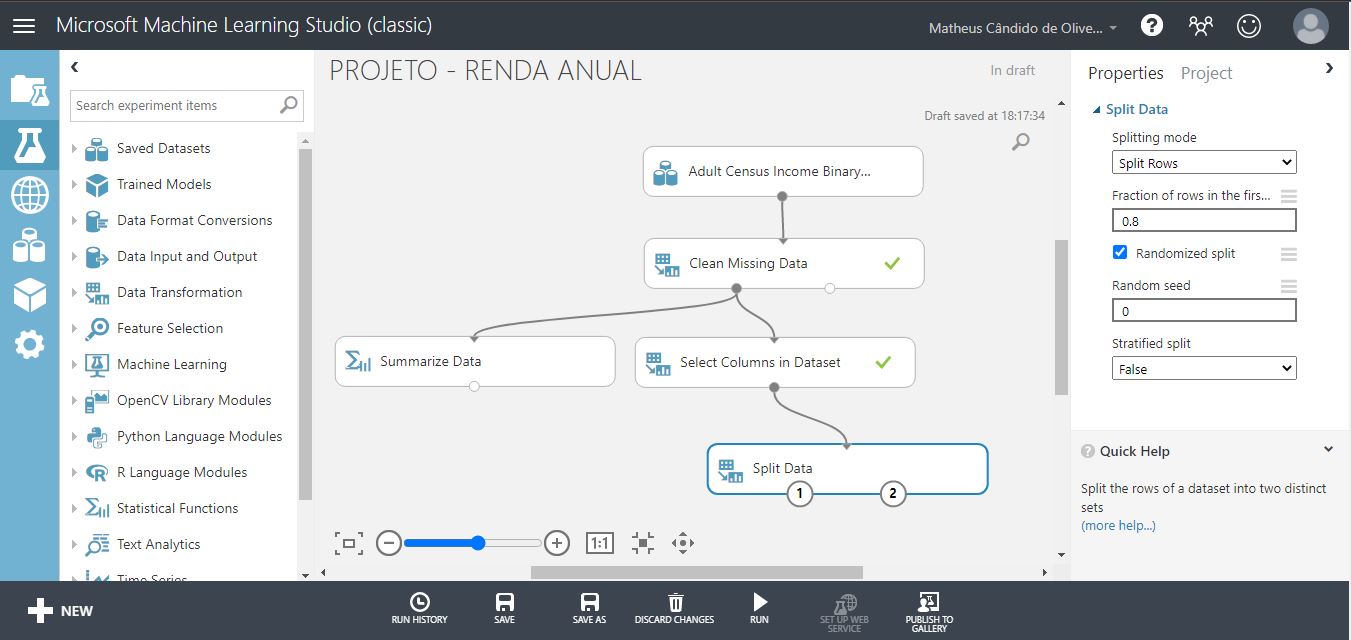 Microsoft Machine Learning Studio (classic)
Matheus Cândido de Olive...
?
Search experiment items
Saved Datasets
Trained Models
Data Format Conversions
Data Input and Output
Data Transformation
Feature Selection
Machine Learning
OpenCV Library Modules
Python Language Modules
R Language Modules
Statistical Functions
Text Analytics
Time Series
PROJETO - RENDA ANUAL
In draft
Draft saved at 18:17:34
Adult Census Income Binary...
Clean Missing Data
Summarize Data
Select Columns in Dataset
Split Data
1
2
1:1
Properties
Project
Split Data
Splitting mode
Split Rows
Fraction of rows in the firs...
0.8
Randomized split
Random seed
0
Stratified split
False
? Quick Help
Split the rows of a dataset into two distinct
sets
(more help...)
NEW
RUN HISTORY
SAVE
SAVE AS
DISCARD CHANGES
RUN
SET UP WEB
SERVICE
PUBLISH TO
GALLERY